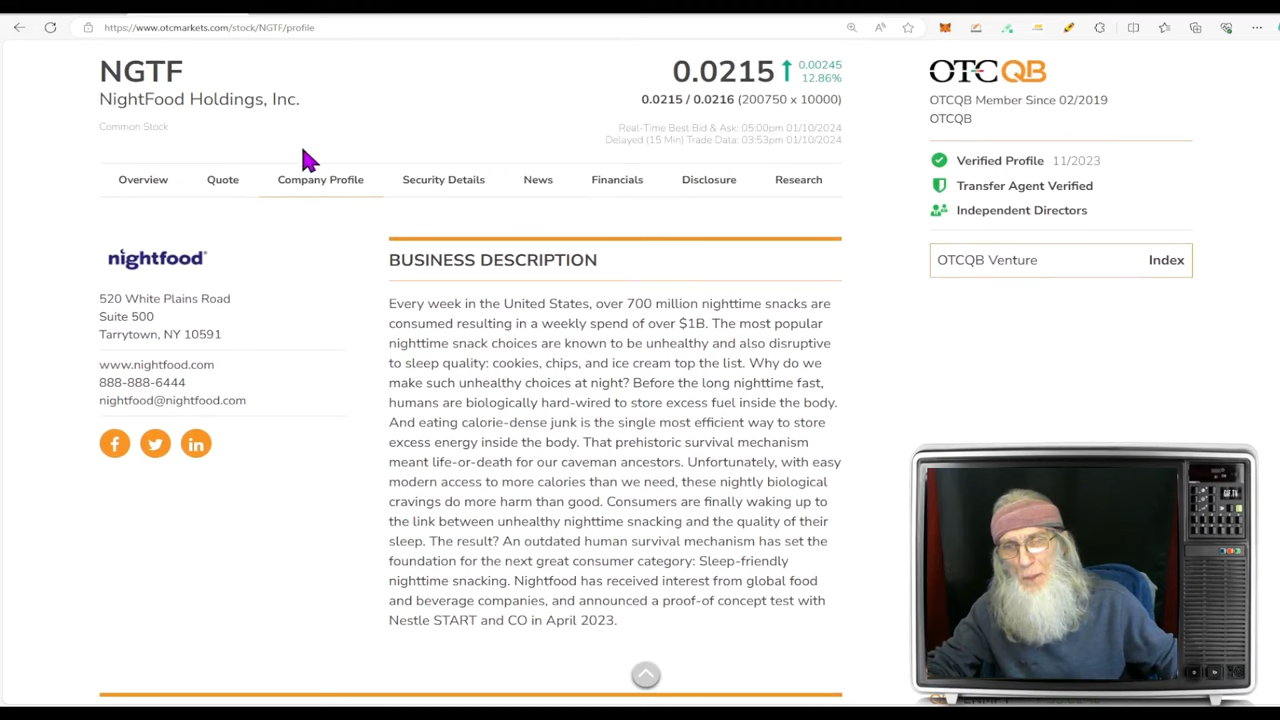 https://www.otcmarkets.com/stock/NGTF/profile
NGTF
NightFood Holdings, Inc.
Common Stock
0.0215
0.00245
12.86%
0.0215 / 0.0216 (200750 x 10000)
Real-Time Best Bid & Ask: 05:00pm 01/10/2024
Delayed (15 Min) Trade Data: 03:53pm 01/10/2024
OTCQB
OTCQB Member Since 02/2019
OTCQB
Verified Profile 11/2023
Transfer Agent Verified
Independent Directors
OTCQB Venture Index
Overview Quote Company Profile Security Details News Financials Disclosure Research
nightfood®
520 White Plains Road
Suite 500
Tarrytown, NY 10591
www.nightfood.com
888-888-6444
nightfood@nightfood.com
BUSINESS DESCRIPTION
Every week in the United States, over 700 million nighttime snacks are
consumed resulting in a weekly spend of over $1B. The most popular
nighttime snack choices are known to be unhealthy and also disruptive
to sleep quality: cookies, chips, and ice cream top the list. Why do we
make such unhealthy choices at night? Before the long nighttime fast,
humans are biologically hard-wired to store excess fuel inside the body.
And eating calorie-dense junk is the single most efficient way to store
excess energy inside the body. That prehistoric survival mechanism
meant life-or-death for our caveman ancestors. Unfortunately, with easy
modern access to more calories than we need, these nightly biological
cravings do more harm than good. Consumers are finally waking up to
the link between unhealthy nighttime snacking and the quality of their
sleep. The result? An outdated human survival mechanism has set the
foundation for the next great consumer category: Sleep-friendly
nighttime snacking. Nightfood has received interest from global food
and beverage companies, and announced a proof-of concept test with
Nestle START and CO in April 2023.